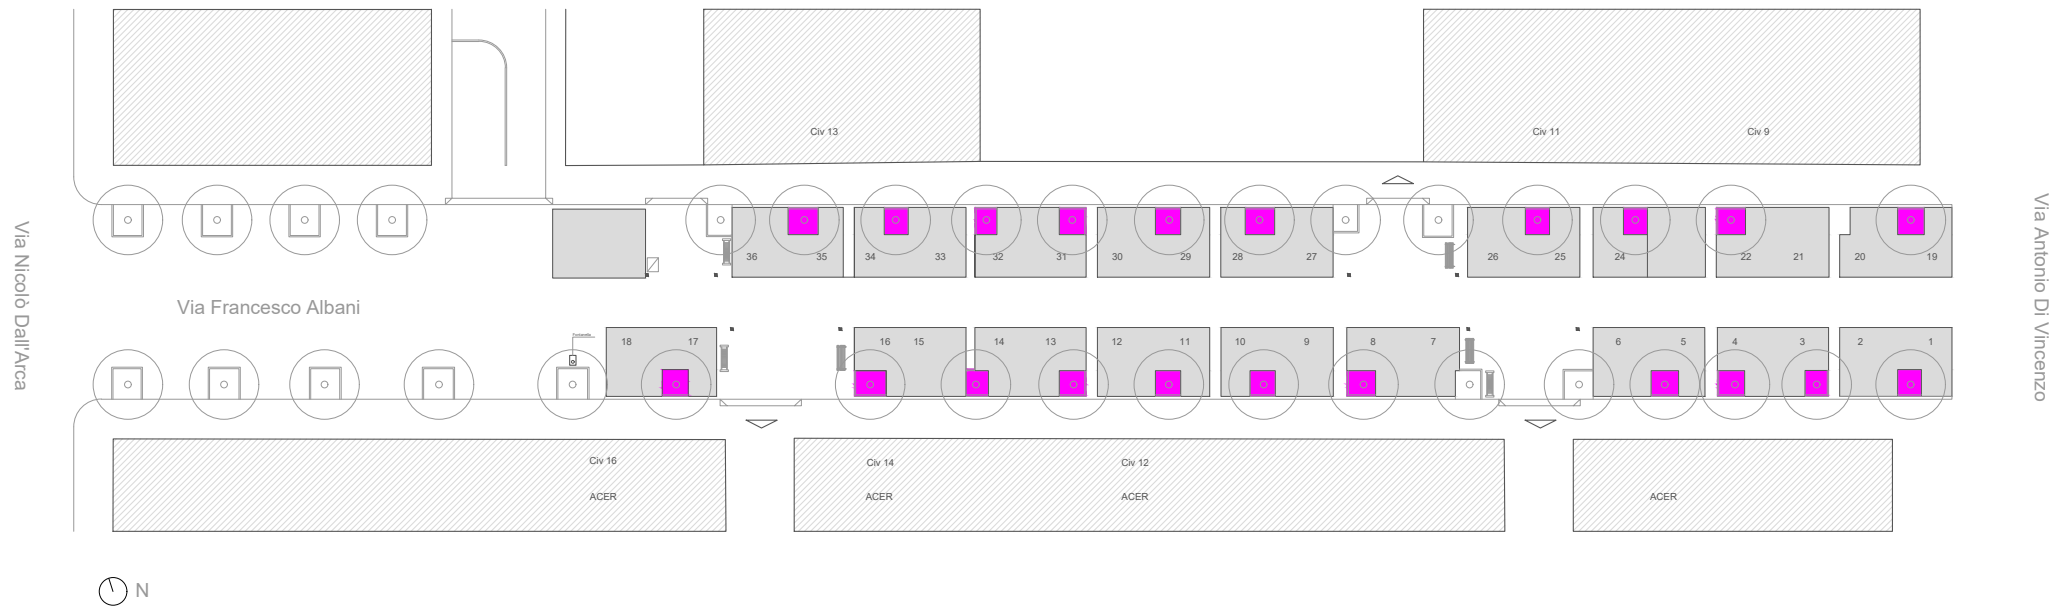 Civ 13
Civ 11
Civ 9
36
35
34
33
32
31
30
29
28
27
26
25
24
22
21
20
19
Via Nicolò Dall'Arca
Via Francesco Albani
Via Antonio Di Vincenzo
Fontanella
18
17
16
15
14
13
12
11
10
9
8
7
6
5
4
3
2
1
Civ 16
Civ 14
Civ 12
ACER
ACER
ACER
ACER
N